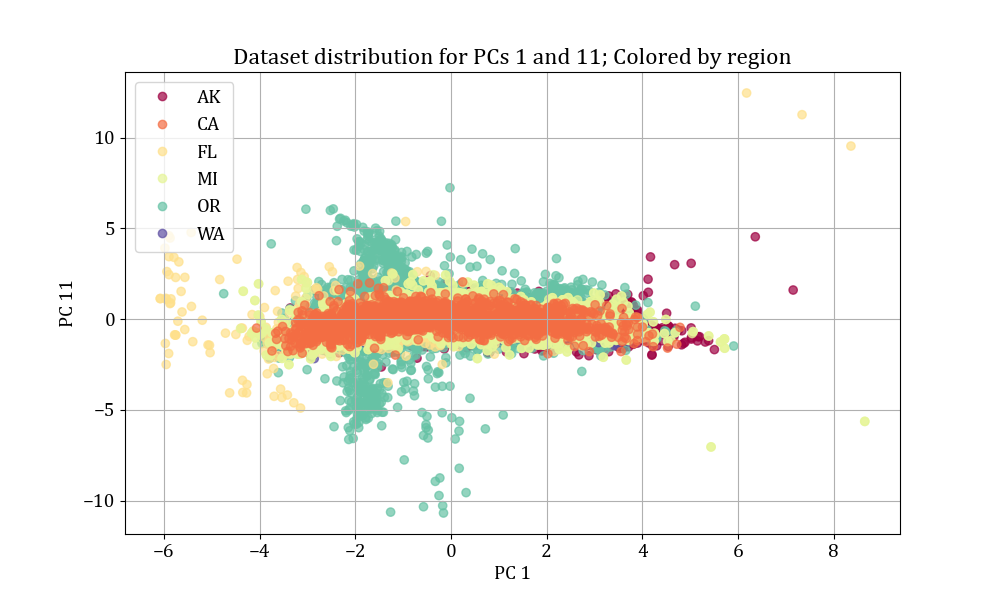 Dataset distribution for PCs 1 and 11; Colored by region
AK
CA
FL
MI
OR
WA
10
5
0
−5
−10
PC 11
−6
−4
−2
0
2
4
6
8
PC 1